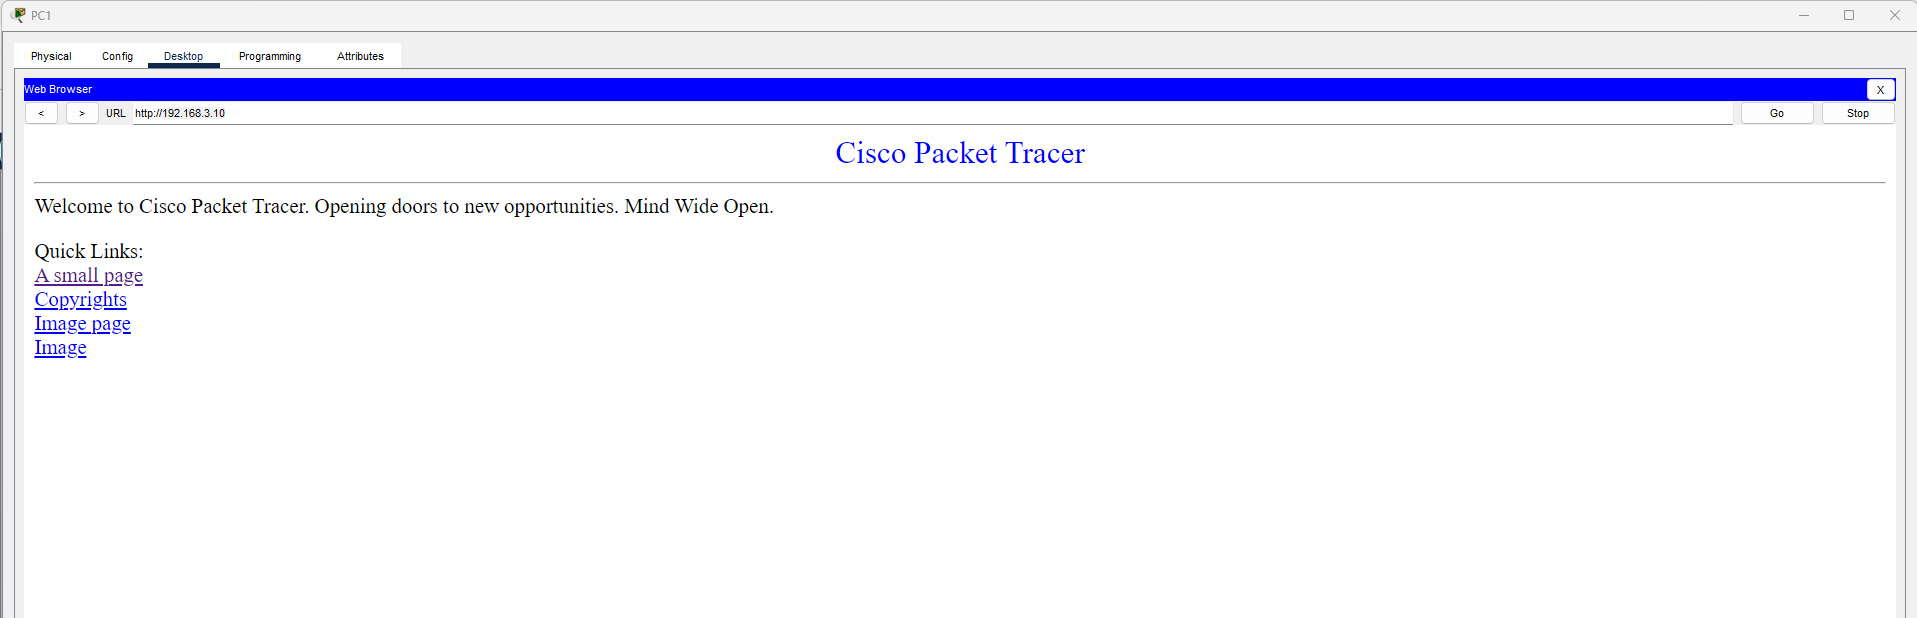 PC1
Physical Config Desktop Programming Attributes
Web Browser X
< > URL http://192.168.3.10 Go Stop
Cisco Packet Tracer
Welcome to Cisco Packet Tracer. Opening doors to new opportunities. Mind Wide Open.
Quick Links:
A small page
Copyrights
Image page
Image